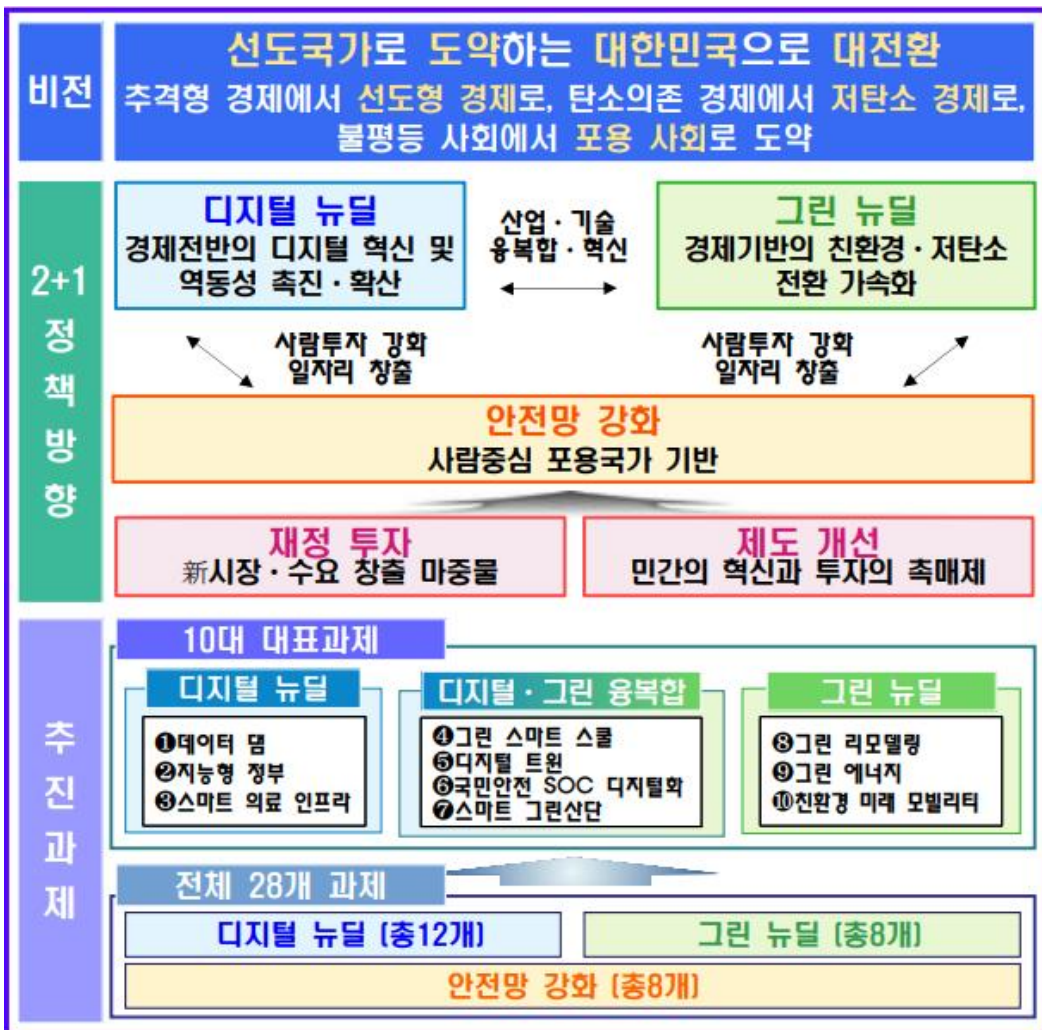 비전
선도국가로 도약하는 대한민국으로 대전환
추격형 경제에서 선도형 경제로, 탄소의존 경제에서 저탄소 경제로,
불평등 사회에서 포용 사회로 도약
2+1
정
책
방
향
디지털 뉴딜
경제전반의 디지털 혁신 및
역동성 촉진·확산
산업·기술
융복합·혁신
그린 뉴딜
경제기반의 친환경·저탄소
전환 가속화
사람투자 강화
일자리 창출
사람투자 강화
일자리 창출
안전망 강화
사람중심 포용국가 기반
재정 투자
新시장·수요 창출 마중물
제도 개선
민간의 혁신과 투자의 촉매제
추
진
과
제
10대 대표과제
디지털 뉴딜
❶데이터 댐
❷지능형 정부
❸스마트 의료 인프라
디지털·그린 융복합
❹그린 스마트 스쿨
❺디지털 트윈
❻국민안전 SOC 디지털화
❼스마트 그린산단
그린 뉴딜
❽그린 리모델링
❾그린 에너지
❿친환경 미래 모빌리티
전체 28개 과제
디지털 뉴딜 (총12개)
그린 뉴딜 (총8개)
안전망 강화 (총8개)